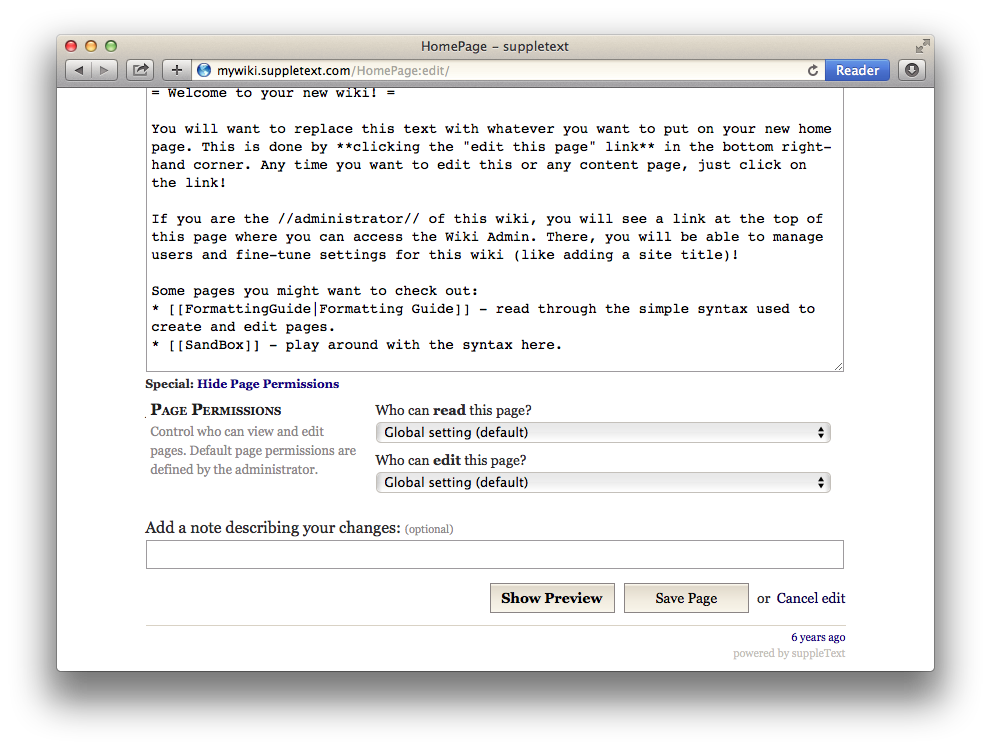 HomePage – suppletext
mywiki.suppletext.com/HomePage:edit/
Reader
= Welcome to your new wiki! =
You will want to replace this text with whatever you want to put on your new home
page. This is done by **clicking the "edit this page" link** in the bottom right-
hand corner. Any time you want to edit this or any content page, just click on
the link!
If you are the //administrator// of this wiki, you will see a link at the top of
this page where you can access the Wiki Admin. There, you will be able to manage
users and fine-tune settings for this wiki (like adding a site title)!
Some pages you might want to check out:
* [[FormattingGuide|Formatting Guide]] - read through the simple syntax used to
create and edit pages.
* [[SandBox]] - play around with the syntax here.
Special: Hide Page Permissions
Page Permissions
Control who can view and edit
pages. Default page permissions are
defined by the administrator.
Who can read this page?
Global setting (default)
Who can edit this page?
Global setting (default)
Add a note describing your changes: (optional)
Show Preview Save Page or Cancel edit
6 years ago
powered by suppleText